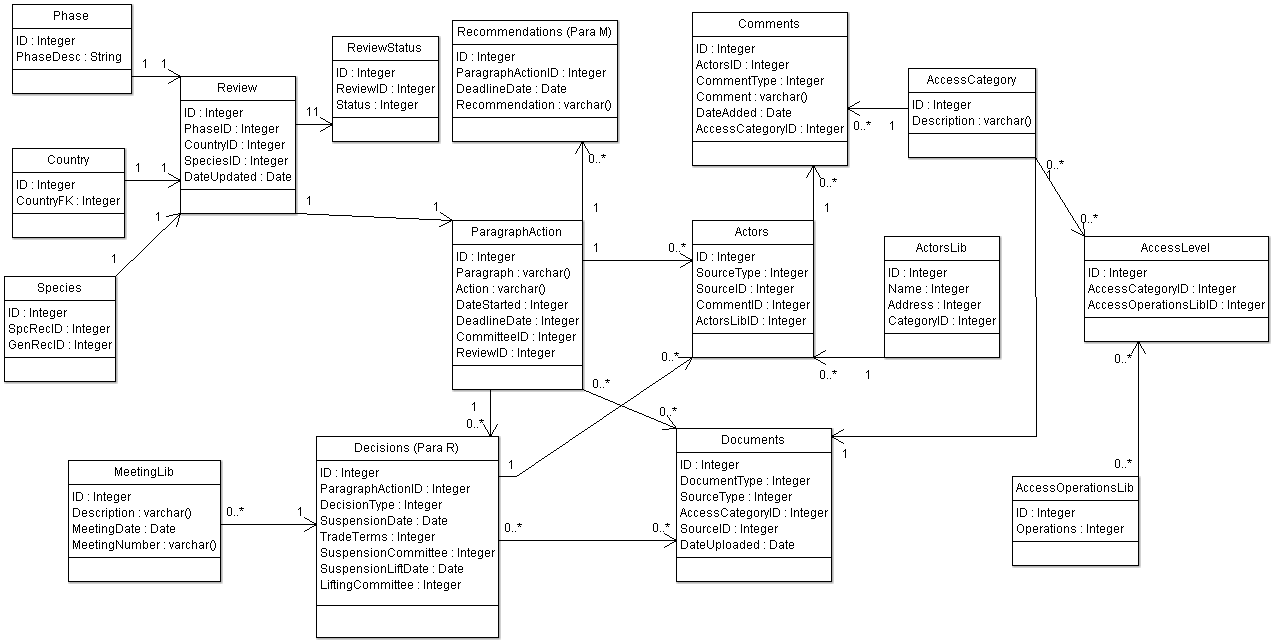 Phase
ID : Integer
PhaseDesc : String
1 1
Review
ID : Integer
PhaseID : Integer
CountryID : Integer
SpeciesID : Integer
DateUpdated : Date
ReviewStatus
ID : Integer
ReviewID : Integer
Status : Integer
11
Country
ID : Integer
CountryFK : Integer
1 1
Species
ID : Integer
SpcRecID : Integer
GenRecID : Integer
1
1
1
1
Recommendations (Para M)
ID : Integer
ParagraphActionID : Integer
DeadlineDate : Date
Recommendation : varchar()
0..*
1
ParagraphAction
ID : Integer
Paragraph : varchar()
Action : varchar()
DateStarted : Integer
DeadlineDate : Integer
CommitteeID : Integer
ReviewID : Integer
1
0..*
Comments
ID : Integer
ActorsID : Integer
CommentType : Integer
Comment : varchar()
DateAdded : Date
AccessCategoryID : Integer
0..*
1
0..*
1
AccessCategory
ID : Integer
Description : varchar()
0..*
1
0..*
Actors
ID : Integer
SourceType : Integer
SourceID : Integer
CommentID : Integer
ActorsLibID : Integer
ActorsLib
ID : Integer
Name : Integer
Address : Integer
CategoryID : Integer
0..*
1
AccessLevel
ID : Integer
AccessCategoryID : Integer
AccessOperationsLibID : Integer
0..*
0..*
AccessOperationsLib
ID : Integer
Operations : Integer
0..*
0..*
0..*
1
0..*
1
Decisions (Para R)
ID : Integer
ParagraphActionID : Integer
DecisionType : Integer
SuspensionDate : Date
TradeTerms : Integer
SuspensionCommittee : Integer
SuspensionLiftDate : Date
LiftingCommittee : Integer
1
0..*
0..*
MeetingLib
ID : Integer
Description : varchar()
MeetingDate : Date
MeetingNumber : varchar()
0..*
1
Documents
ID : Integer
DocumentType : Integer
SourceType : Integer
AccessCategoryID : Integer
SourceID : Integer
DateUploaded : Date
1